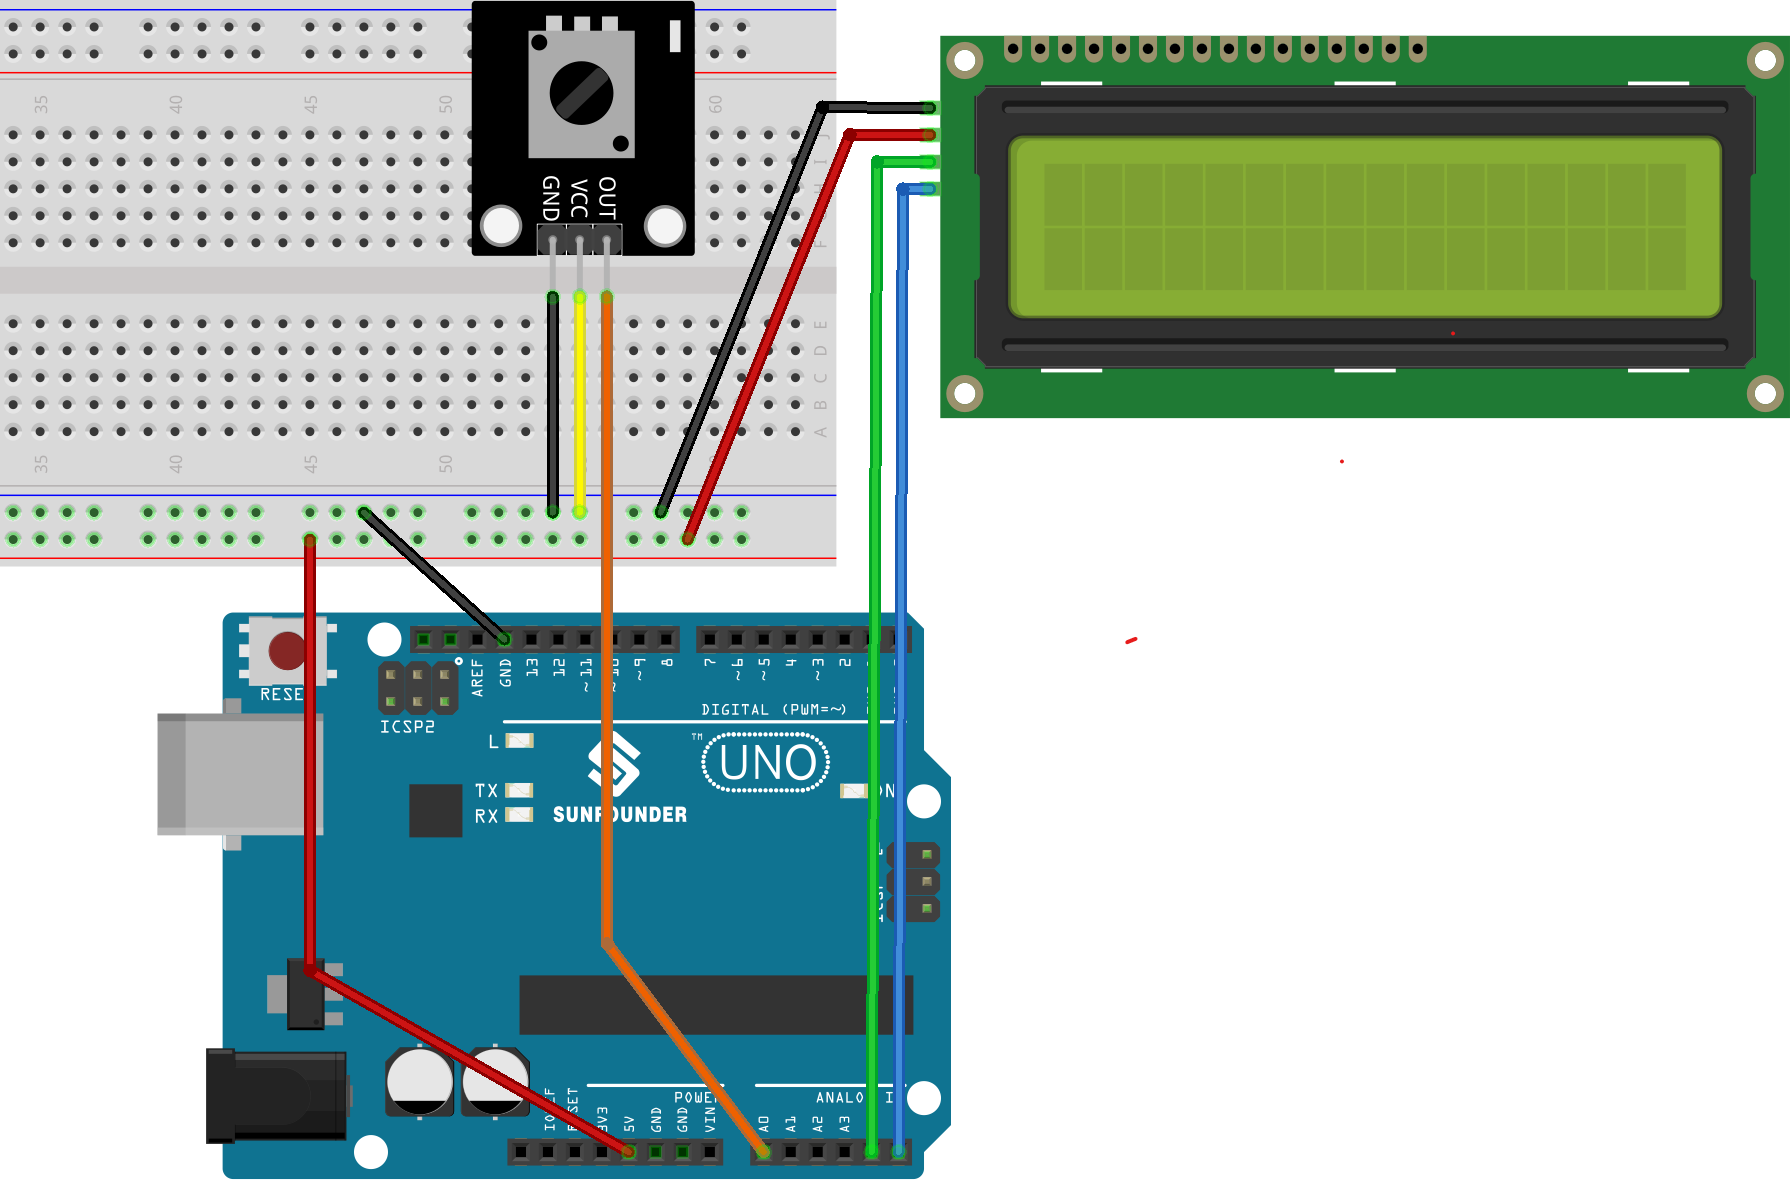 35 40 45 50 60
J
I
H
F
GND VCC OUT
E
D
C
B
A
35 40 45 50
RESE
ICSP2
AREF GND 13 12 ~11 ~10 ~9 8 7 ~6 ~5 4 ~3 2
DIGITAL (PWM=~)
L
TX
RX
SUNFOUNDER
™
UNO
ON
ICSP
POWER
ANALOG IN
IOREF RESET 3V3 5V GND GND VIN A0 A1 A2 A3